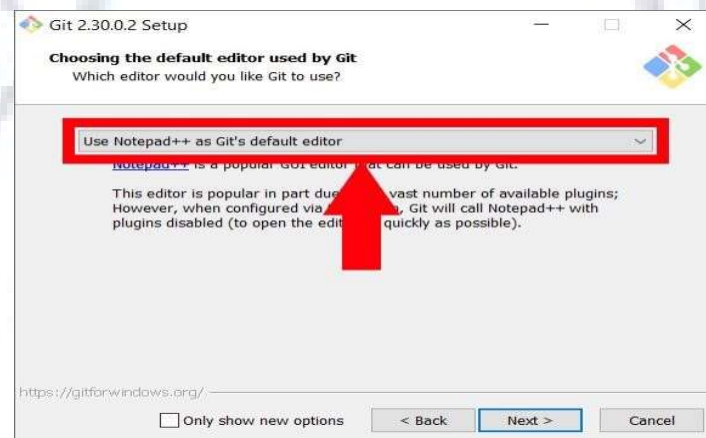 Git 2.30.0.2 Setup
Choosing the default editor used by Git
Which editor would you like Git to use?
Use Notepad++ as Git's default editor
Notepad++ is a popular GUI editor that can be used by Git.
This editor is popular in part due vast number of available plugins;
However, when configured via , Git will call Notepad++ with
plugins disabled (to open the quickly as possible).
https://gitforwindows.org/
Only show new options
< Back
Next >
Cancel